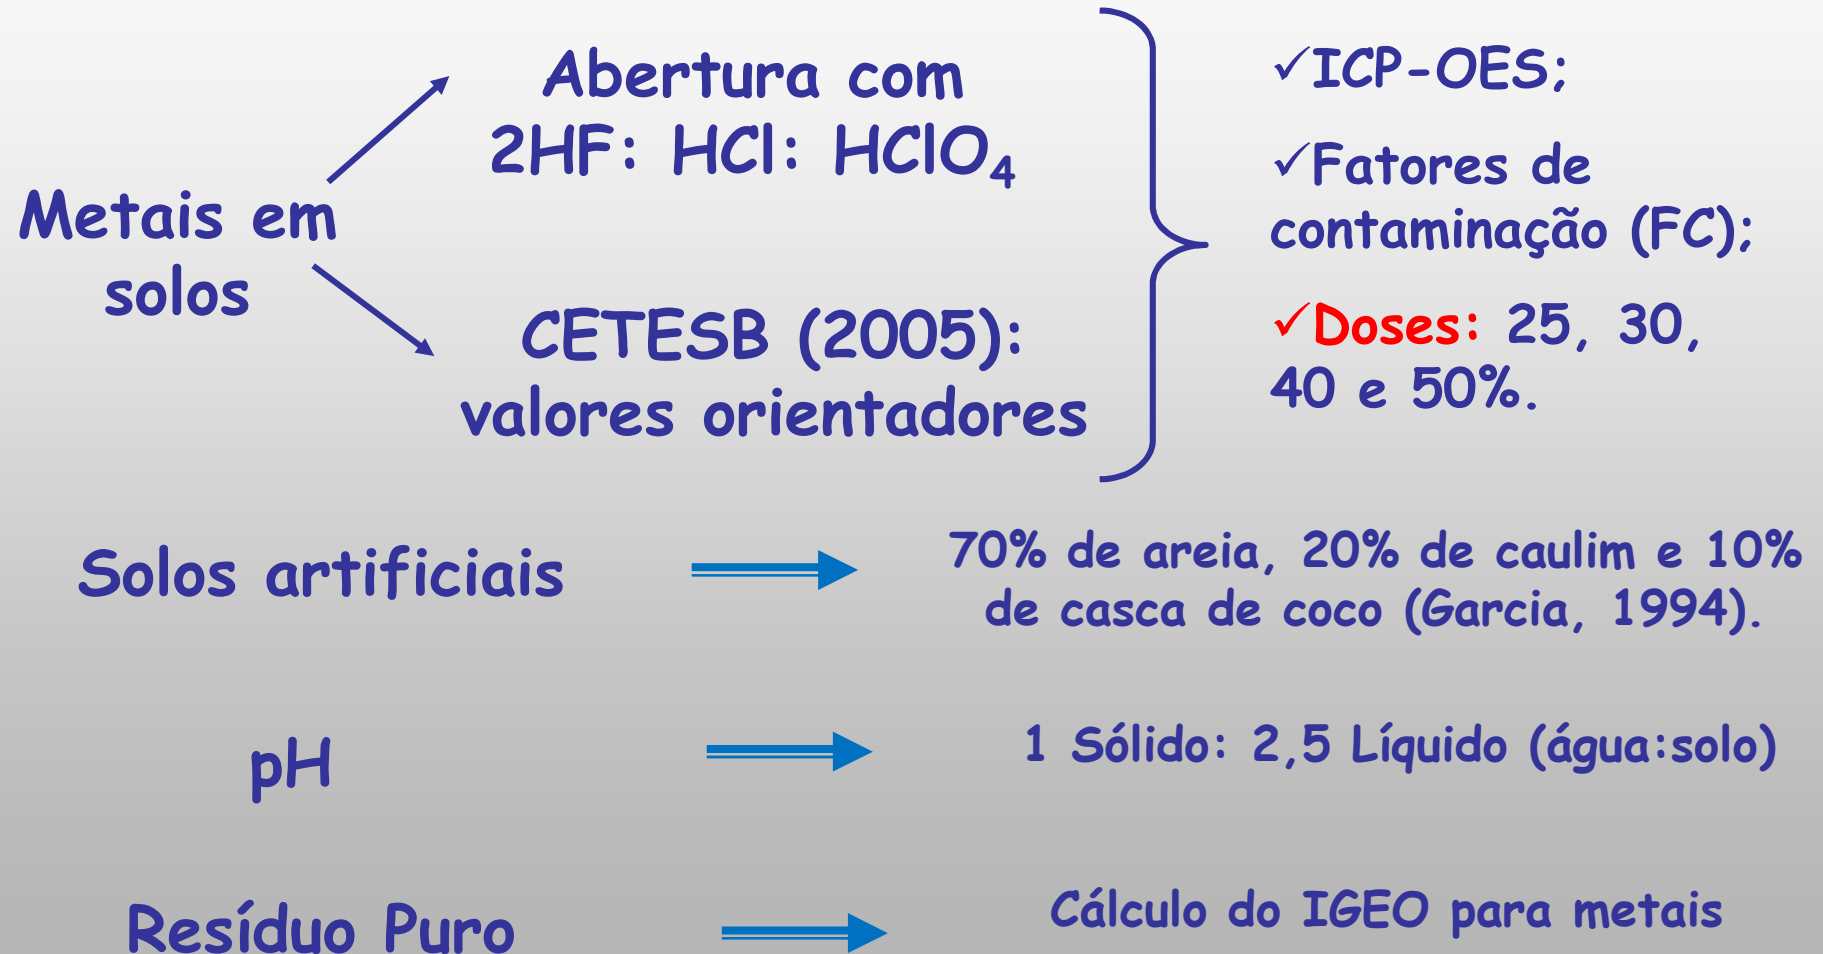 Metais em
solos
Abertura com
2HF: HCl: HClO₄
CETESB (2005):
valores orientadores
✓ICP-OES;
✓Fatores de
contaminação (FC);
✓Doses: 25, 30,
40 e 50%.
Solos artificiais
70% de areia, 20% de caulim e 10%
de casca de coco (Garcia, 1994).
pH
1 Sólido: 2,5 Líquido (água:solo)
Resíduo Puro
Cálculo do IGEO para metais